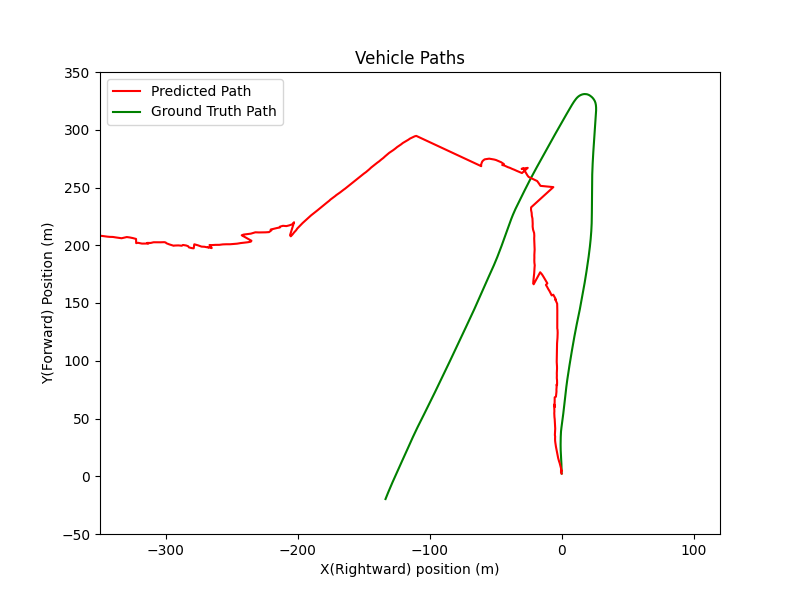 Vehicle Paths
Predicted Path
Ground Truth Path
350
300
250
200
150
100
50
0
−50
Y(Forward) Position (m)
−300
−200
−100
0
100
X(Rightward) position (m)